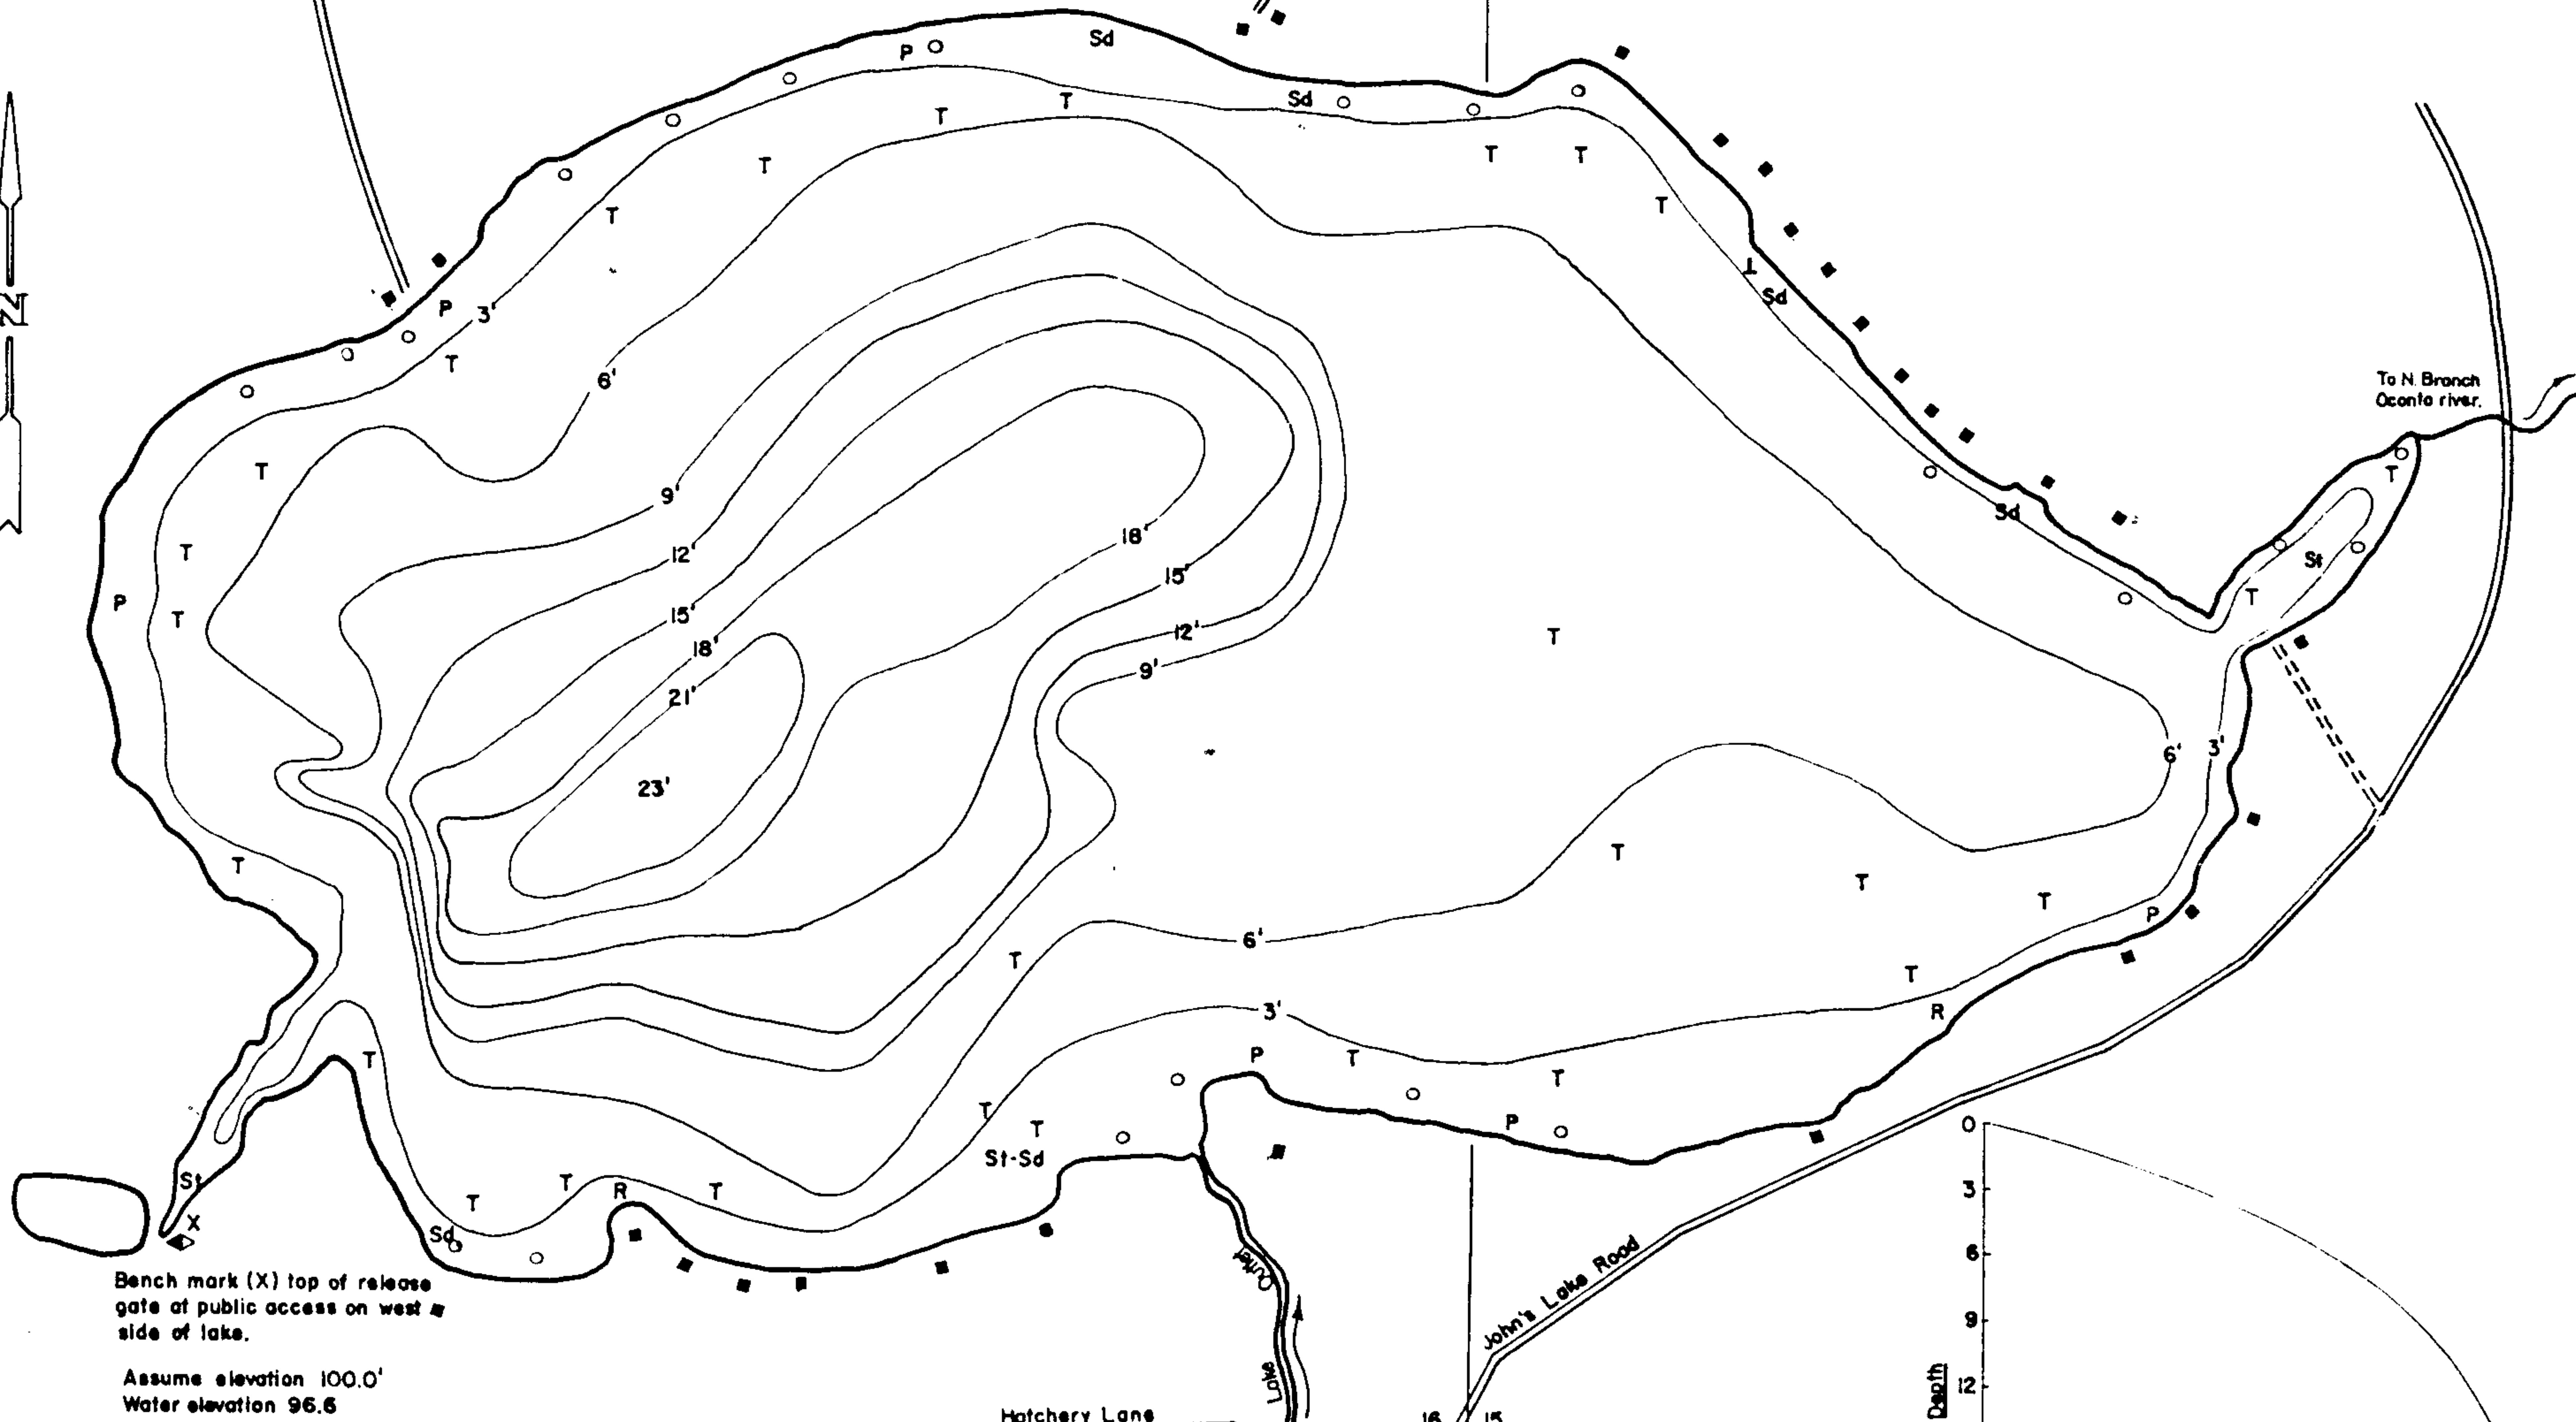 P
Sd
Sd
T
T
T
T
T
T
T
T
Sd
N
P
3'
T
6'
To N. Branch
Oconto river.
T
9'
T
Sd
18'
T
12'
St
15'
P
T
15'
T
12'
T
18'
9'
21'
6'
3'
23'
T
T
T
T
P
6'
T
T
R
3'
T
P
T
T
T
T
P
St-Sd
St
T
T
R
T
X
Sd
Bench mark (X) top of release
gate at public access on west
side of lake.
Assume elevation 100.0'
Water elevation 96.6
Outlet
Lake
John's Lake Road
Hatchery Lane
16 15
0
3
6
9
12
Depth